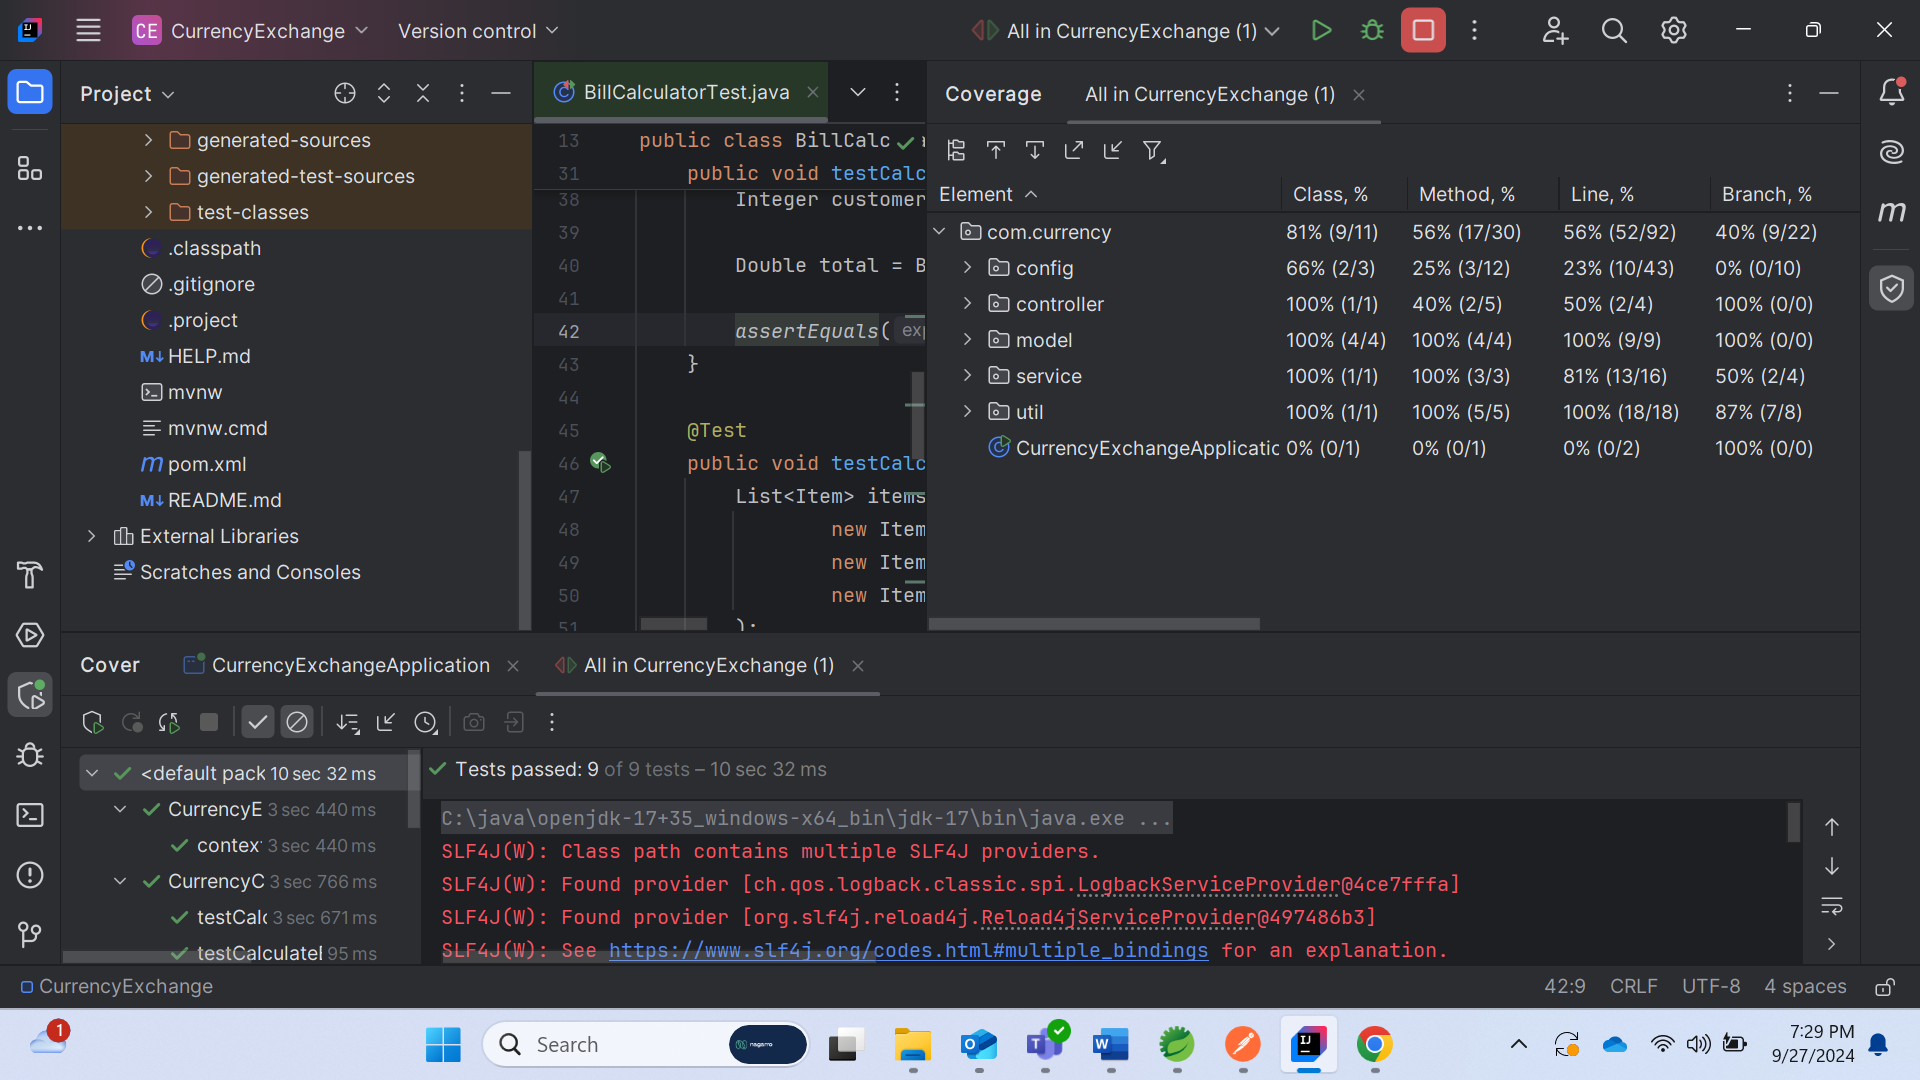 CE CurrencyExchange Version control All in CurrencyExchange (1)
Project
generated-sources
generated-test-sources
test-classes
.classpath
.gitignore
.project
M↓ HELP.md
mvnw
mvnw.cmd
m pom.xml
M↓ README.md
External Libraries
Scratches and Consoles
BillCalculatorTest.java
13 public class BillCalc
31 public void testCalc
38 Integer customer
39
40 Double total = B
41
42 assertEquals( exp
43 }
44
45 @Test
46 public void testCalc
47 List<Item> items
48 new Item
49 new Item
50 new Item
51 );
Coverage All in CurrencyExchange (1)
Element Class, % Method, % Line, % Branch, %
com.currency 81% (9/11) 56% (17/30) 56% (52/92) 40% (9/22)
config 66% (2/3) 25% (3/12) 23% (10/43) 0% (0/10)
controller 100% (1/1) 40% (2/5) 50% (2/4) 100% (0/0)
model 100% (4/4) 100% (4/4) 100% (9/9) 100% (0/0)
service 100% (1/1) 100% (3/3) 81% (13/16) 50% (2/4)
util 100% (1/1) 100% (5/5) 100% (18/18) 87% (7/8)
CurrencyExchangeApplicatic 0% (0/1) 0% (0/1) 0% (0/2) 100% (0/0)
m
Cover CurrencyExchangeApplication All in CurrencyExchange (1)
<default pack 10 sec 32 ms
CurrencyE 3 sec 440 ms
contex 3 sec 440 ms
CurrencyC 3 sec 766 ms
testCalc 3 sec 671 ms
testCalculatel 95 ms
Tests passed: 9 of 9 tests – 10 sec 32 ms
C:\java\openjdk-17+35_windows-x64_bin\jdk-17\bin\java.exe ...
SLF4J(W): Class path contains multiple SLF4J providers.
SLF4J(W): Found provider [ch.qos.logback.classic.spi.LogbackServiceProvider@4ce7fffa]
SLF4J(W): Found provider [org.slf4j.reload4j.Reload4jServiceProvider@497486b3]
SLF4J(W): See https://www.slf4j.org/codes.html#multiple_bindings for an explanation.
CurrencyExchange 42:9 CRLF UTF-8 4 spaces
1 Search nagarro 7:29 PM
9/27/2024